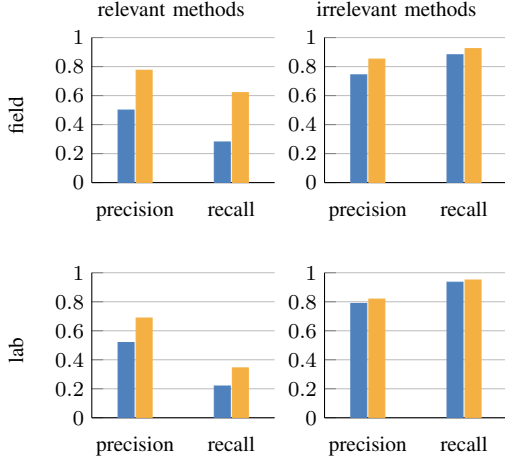 relevant methods
irrelevant methods
field
1
0.8
0.6
0.4
0.2
0
precision
recall
1
0.8
0.6
0.4
0.2
0
precision
recall
lab
1
0.8
0.6
0.4
0.2
0
precision
recall
1
0.8
0.6
0.4
0.2
0
precision
recall